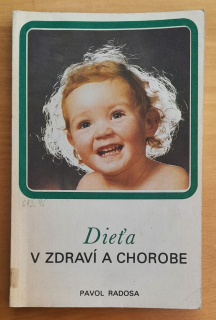 Dieťa
V ZDRAVÍ A CHOROBE
PAVOL RADOSA